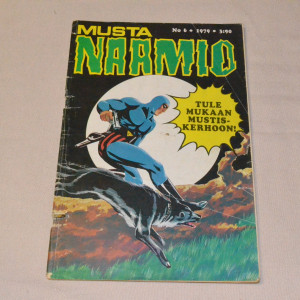 MUSTA
No 6 • 1979 • 3:90
NAAMIO
TULE
MUKAAN
MUSTIS-
KERHOON!